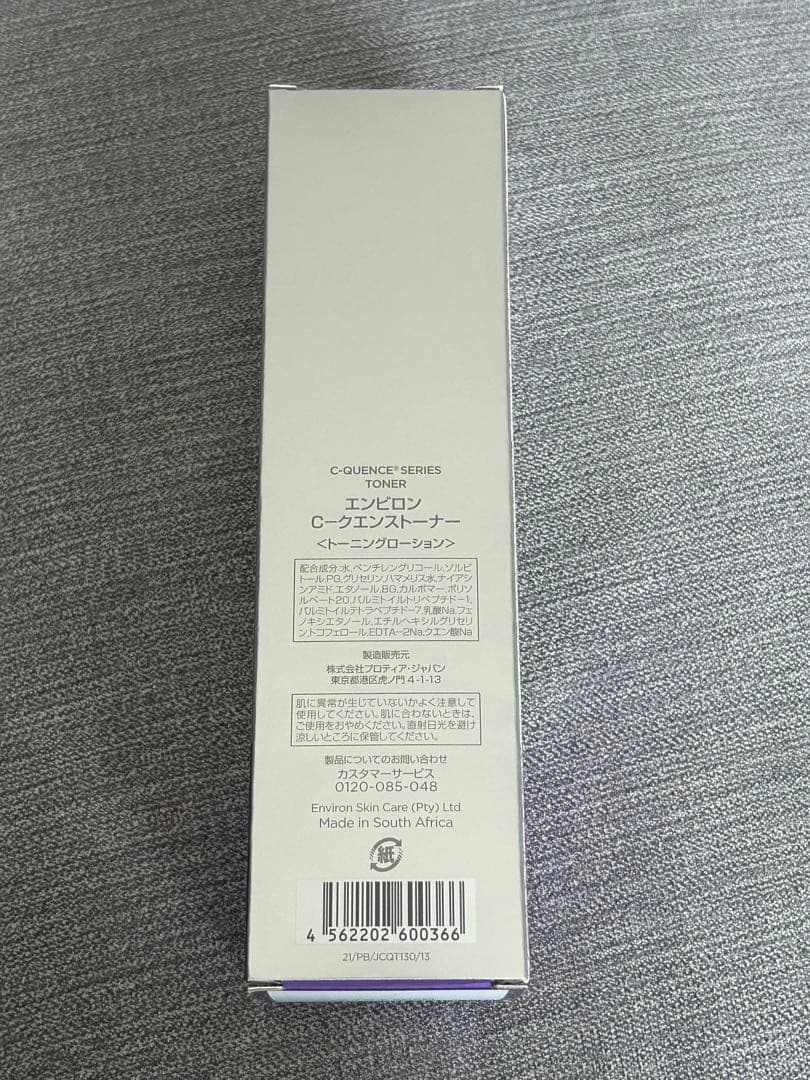 C-QUENCE® SERIES
TONER
エンビロン
C-クエンストーナー
<トーニングローション>
配合成分:水,ペンチレングリコール,ソルビ
トール,PG,グリセリン,ハマメリス水,ナイアシ
ンアミド,エタノール,BG,カルボマー,ポリソ
ルベート20,パルミトイルトリペプチド-1,
パルミトイルテトラペプチド-7,乳酸Na,フェ
ノキシエタノール,エチルヘキシルグリセリ
ン,トコフェロール,EDTA-2Na,クエン酸Na
製造販売元
株式会社プロティア・ジャパン
東京都港区虎ノ門4-1-13
肌に異常が生じていないかよく注意して
使用してください。肌に合わないときは、
ご使用をおやめください。直射日光を避け
涼しいところに保管してください。
製品についてのお問い合わせ
カスタマーサービス
0120-085-048
Environ Skin Care (Pty) Ltd
Made in South Africa
紙
4 562202 600366
21/PB/JCQT130/13